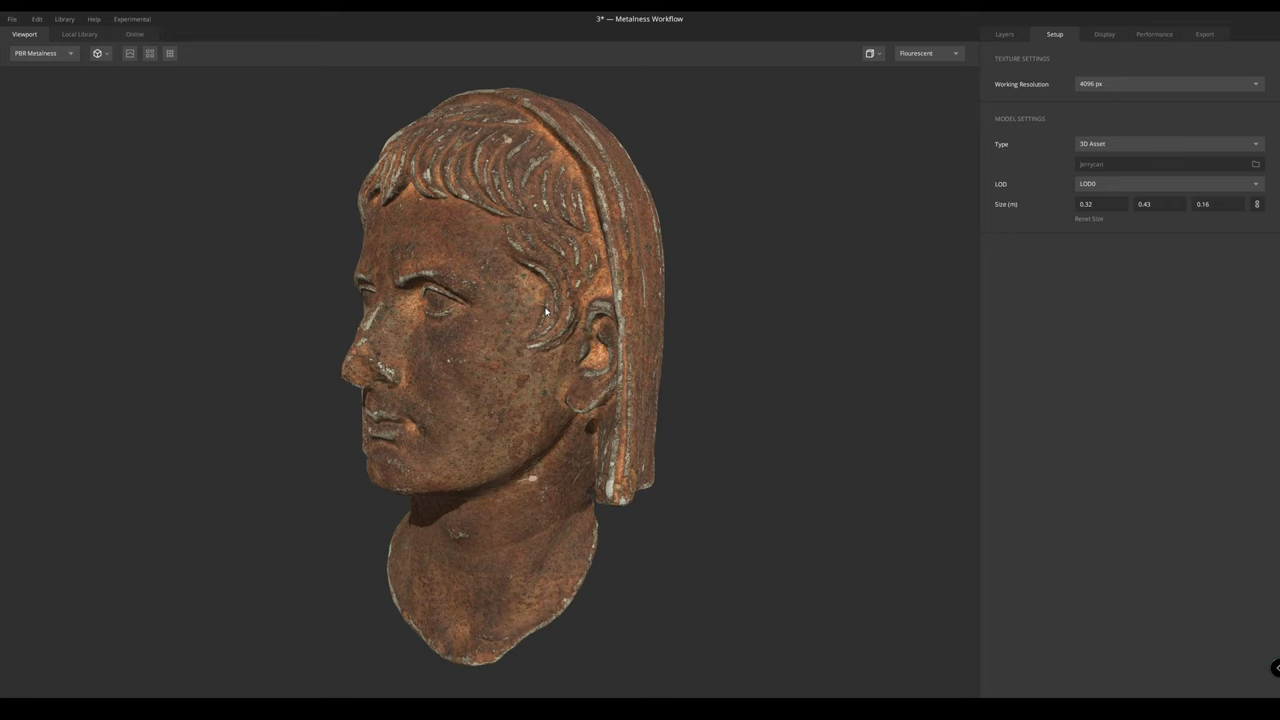 File Edit Library Help Experimental
3* — Metalness Workflow
Viewport Local Library Online
Layers Setup Display Performance Export
PBR Metalness
Flourescent
TEXTURE SETTINGS
Working Resolution 4096 px
MODEL SETTINGS
Type 3D Asset
Jerrycan
LOD LOD0
Size (m) 0.32 0.43 0.16
Reset Size